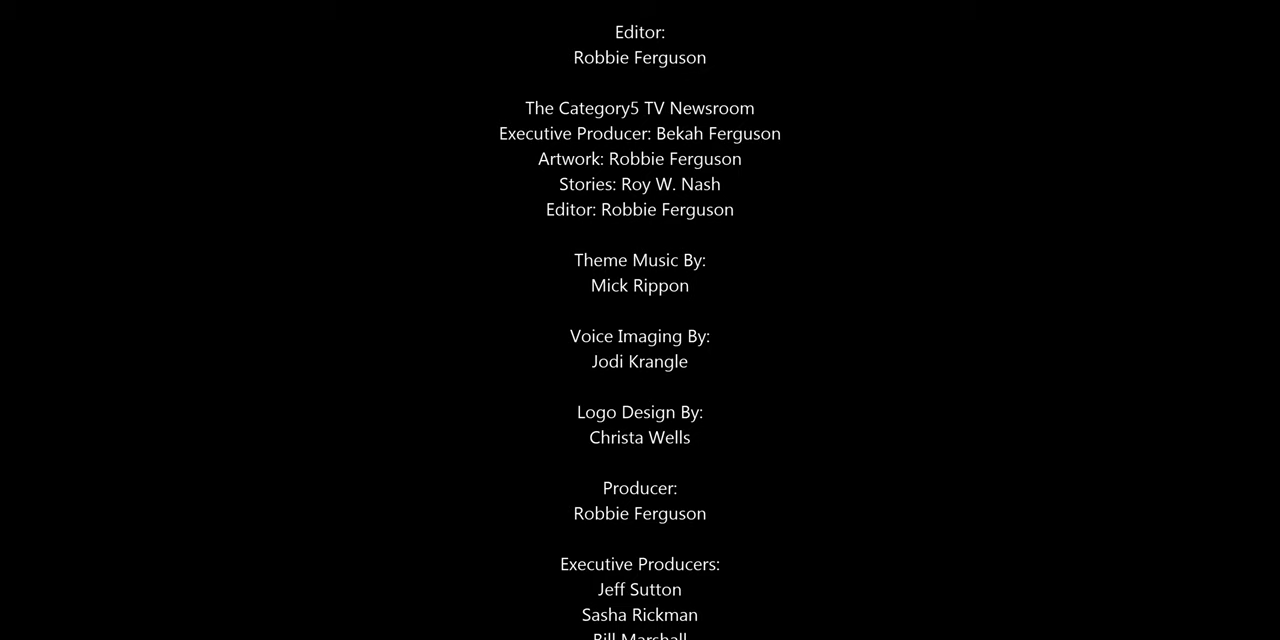 Editor:
Robbie Ferguson
The Category5 TV Newsroom
Executive Producer: Bekah Ferguson
Artwork: Robbie Ferguson
Stories: Roy W. Nash
Editor: Robbie Ferguson
Theme Music By:
Mick Rippon
Voice Imaging By:
Jodi Krangle
Logo Design By:
Christa Wells
Producer:
Robbie Ferguson
Executive Producers:
Jeff Sutton
Sasha Rickman
Bill Marshall